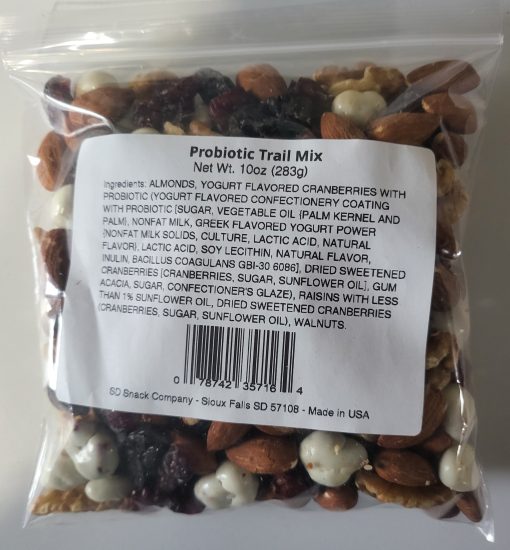 Probiotic Trail Mix
Net Wt. 10oz (283g)
Ingredients: ALMONDS, YOGURT FLAVORED CRANBERRIES WITH
PROBIOTIC (YOGURT FLAVORED CONFECTIONERY COATING
WITH PROBIOTIC [SUGAR, VEGETABLE OIL {PALM KERNEL AND
PALM}, NONFAT MILK, GREEK FLAVORED YOGURT POWER
{NONFAT MILK SOLIDS, CULTURE, LACTIC ACID, NATURAL
FLAVOR}, LACTIC ACID, SOY LECITHIN, NATURAL FLAVOR,
INULIN, BACILLUS COAGULANS GBI-30 6086], DRIED SWEETENED
CRANBERRIES [CRANBERRIES, SUGAR, SUNFLOWER OIL], GUM
ACACIA, SUGAR, CONFECTIONER'S GLAZE), RAISINS WITH LESS
THAN 1% SUNFLOWER OIL, DRIED SWEETENED CRANBERRIES
(CRANBERRIES, SUGAR, SUNFLOWER OIL), WALNUTS.
0 78742 35716 4
SD Snack Company - Sioux Falls SD 57108 - Made in USA